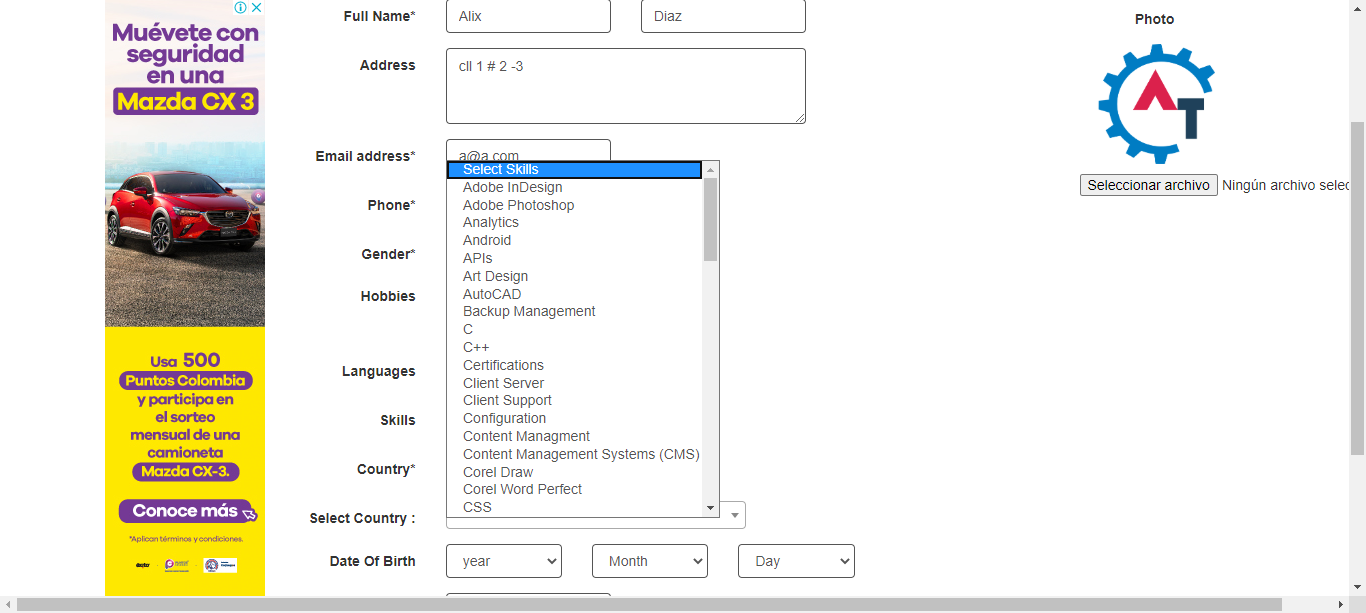 Muévete con
seguridad
en una
Mazda CX 3
Usa 500
Puntos Colombia
y participa en
el sorteo
mensual de una
camioneta
Mazda CX-3.
Conoce más
*Aplican términos y condiciones.
Full Name*
Alix
Diaz
Address
cll 1 # 2 -3
Email address*
a@a.com
Phone*
Gender*
Hobbies
Languages
Skills
Country*
Select Country :
Date Of Birth
year
Month
Day
Select Skills
Adobe InDesign
Adobe Photoshop
Analytics
Android
APIs
Art Design
AutoCAD
Backup Management
C
C++
Certifications
Client Server
Client Support
Configuration
Content Managment
Content Management Systems (CMS)
Corel Draw
Corel Word Perfect
CSS
Photo
AT
Seleccionar archivo
Ningún archivo selec